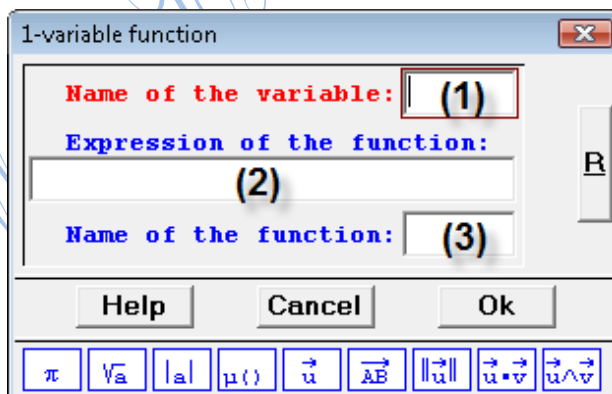 1-variable function
Name of the variable: (1)
Expression of the function:
(2)
Name of the function: (3)
R
Help Cancel Ok
π √a |a| μ() u⃗ AB⃗ ‖u⃗‖ u⃗▪v⃗ u⃗∧v⃗